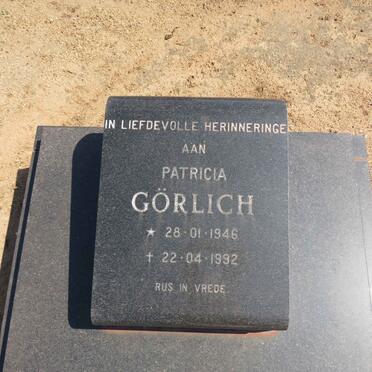 IN LIEFDEVOLLE HERINNERINGE
AAN
PATRICIA
GÖRLICH
★ 28·01·1946
† 22·04·1992
RUS IN VREDE